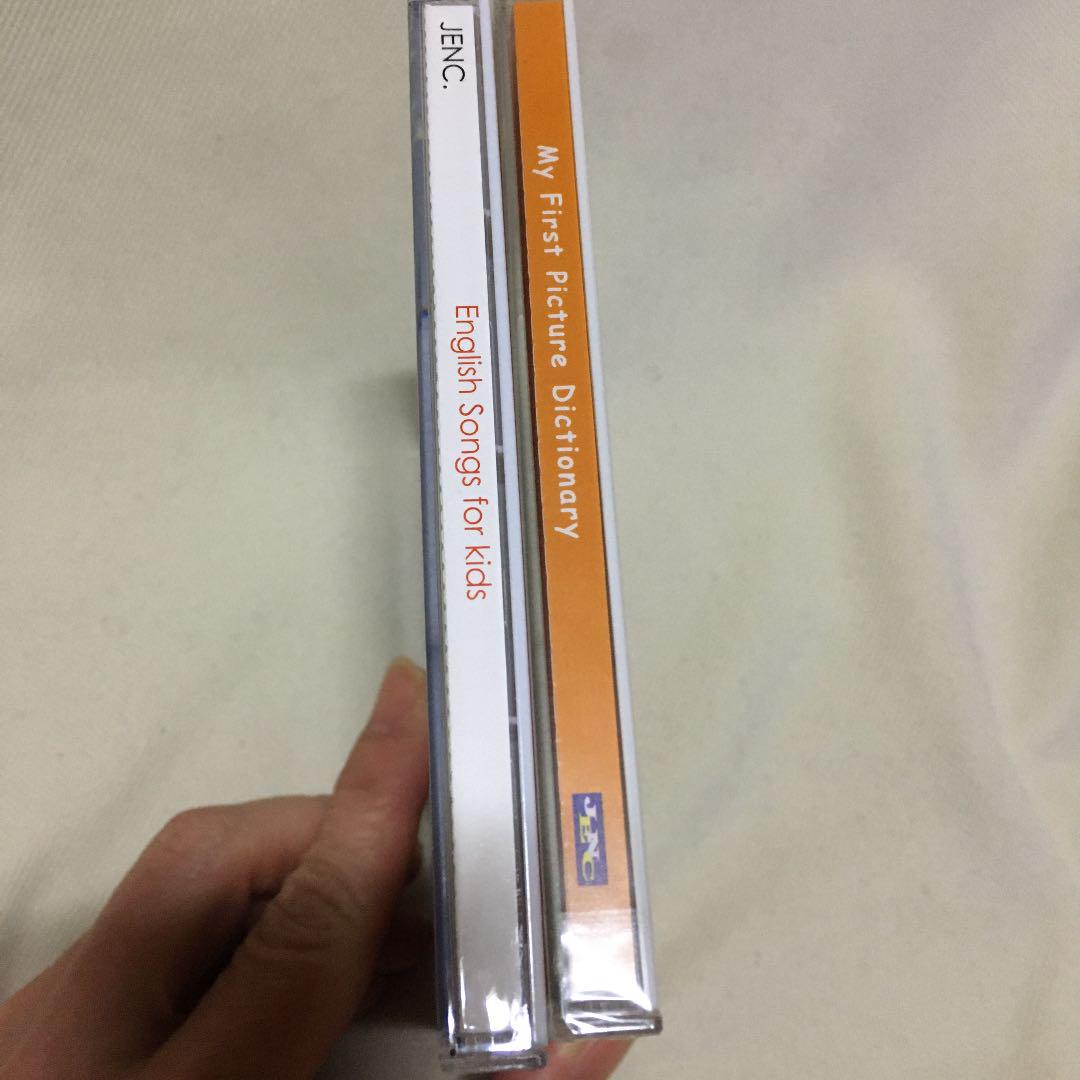 JENC.
English Songs for kids
My First Picture Dictionary
JENC